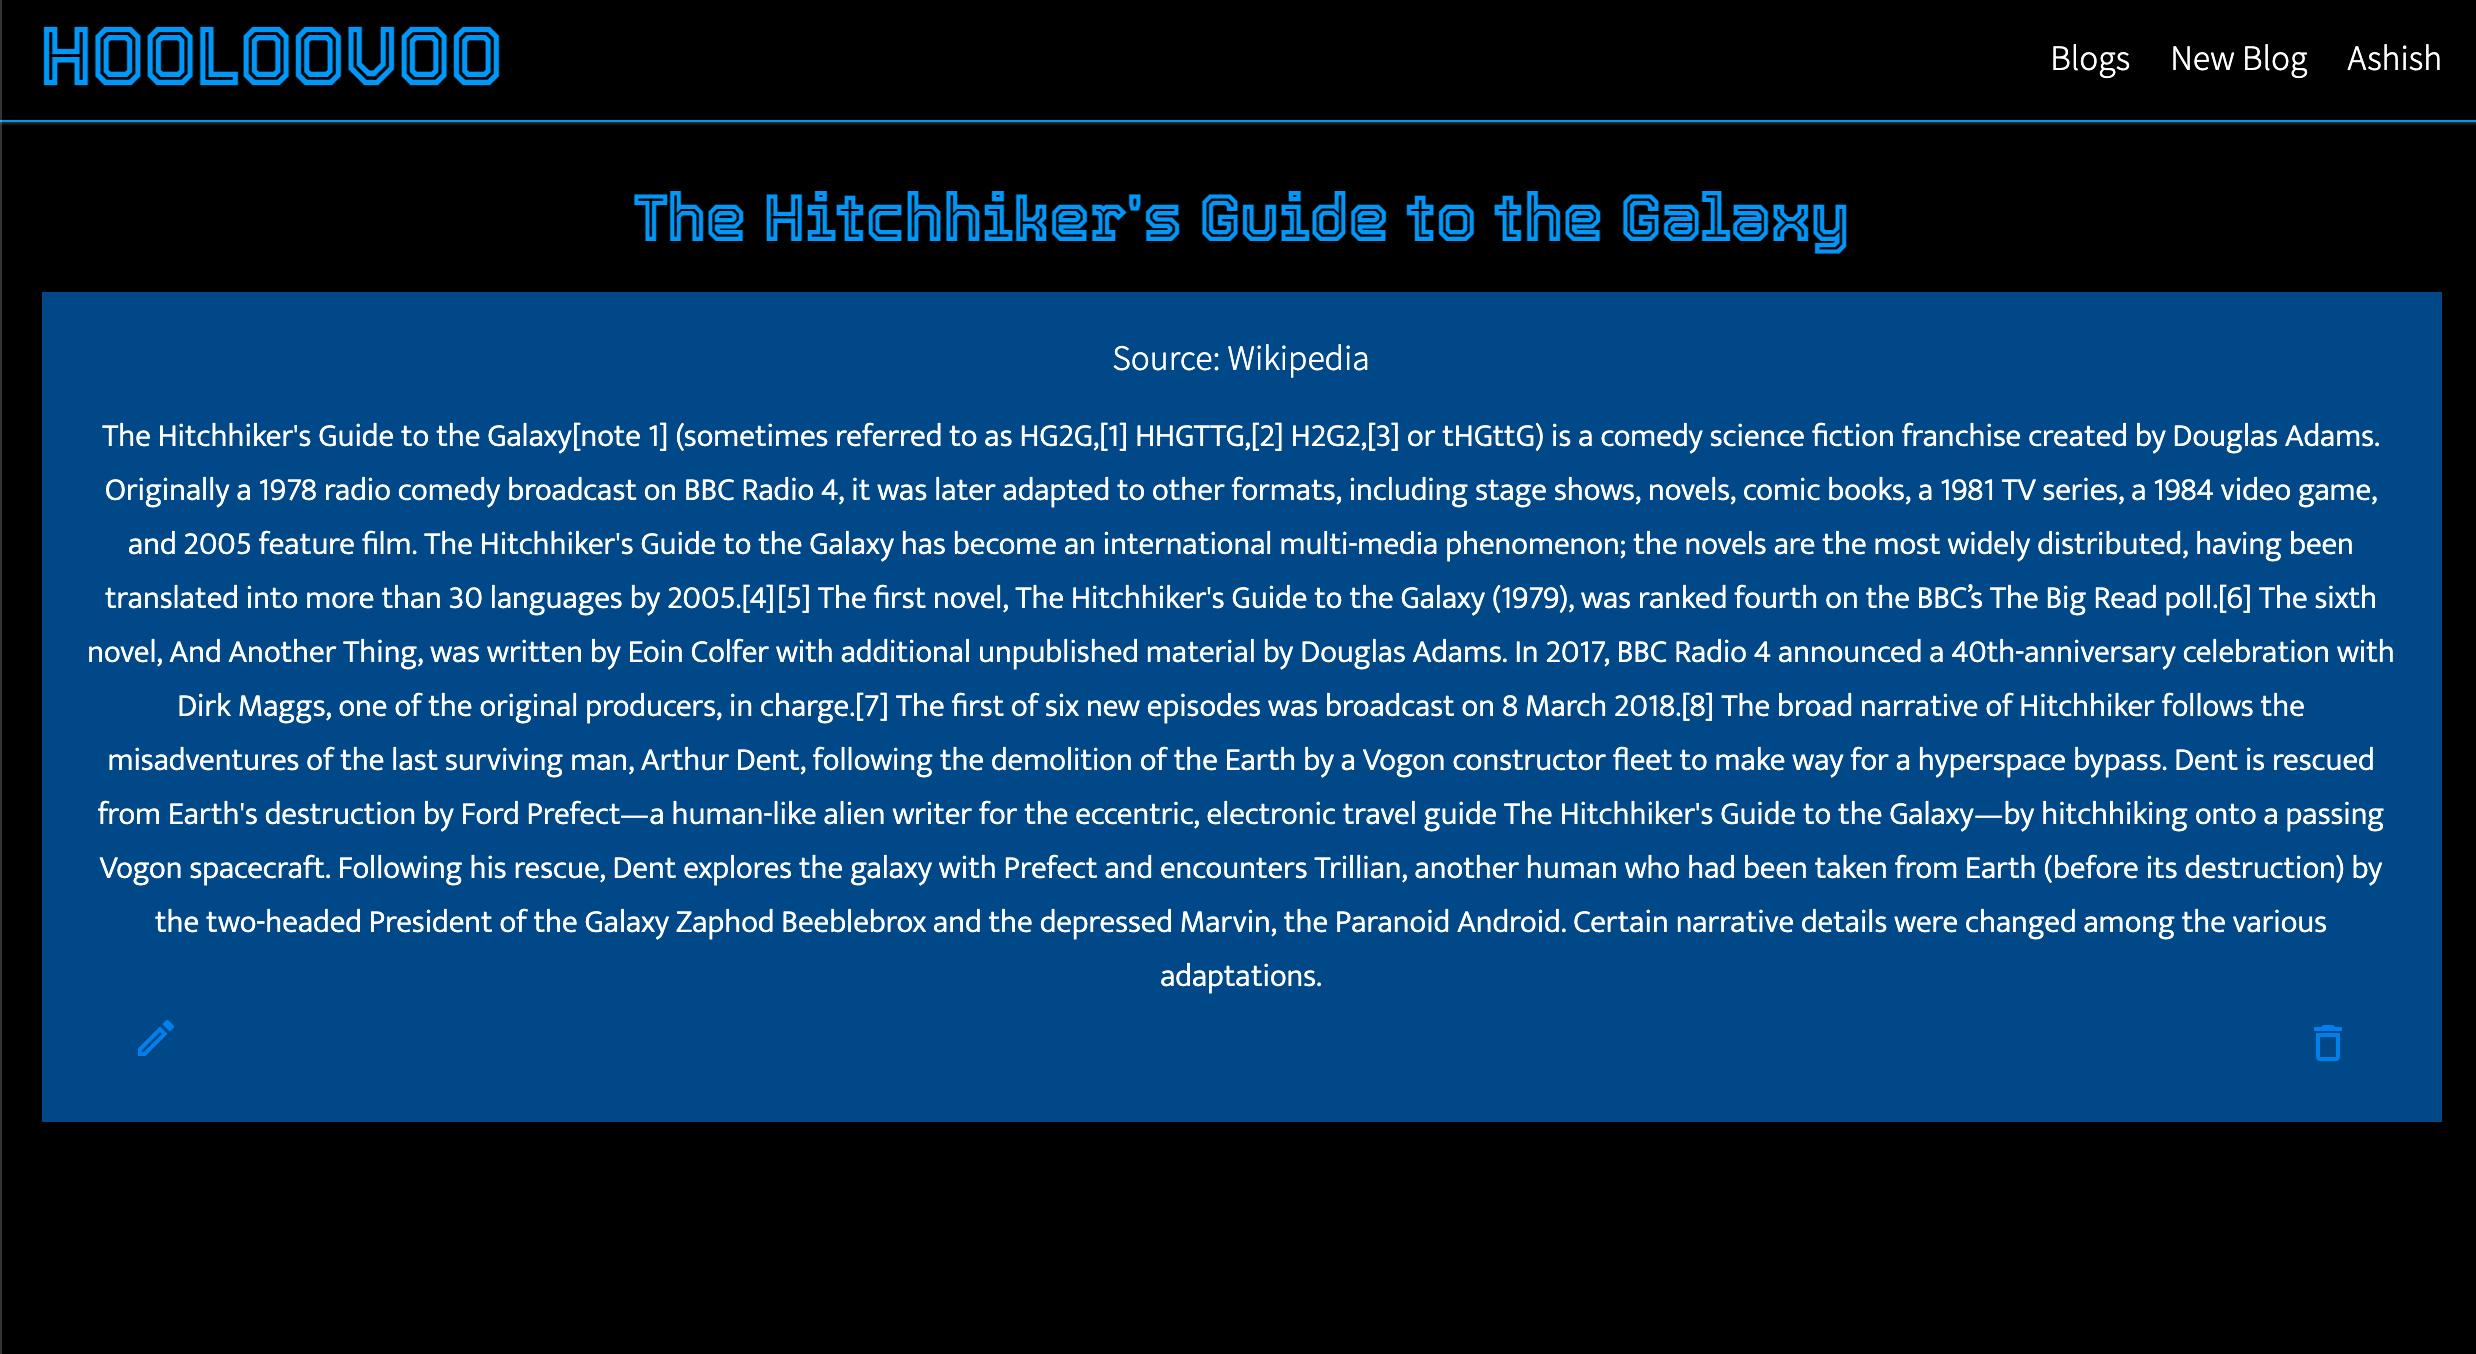 HOOLOOVOO
Blogs New Blog Ashish
The Hitchhiker's Guide to the Galaxy
Source: Wikipedia
The Hitchhiker's Guide to the Galaxy[note 1] (sometimes referred to as HG2G,[1] HHGTTG,[2] H2G2,[3] or tHGttG) is a comedy science fiction franchise created by Douglas Adams.
Originally a 1978 radio comedy broadcast on BBC Radio 4, it was later adapted to other formats, including stage shows, novels, comic books, a 1981 TV series, a 1984 video game,
and 2005 feature film. The Hitchhiker's Guide to the Galaxy has become an international multi-media phenomenon; the novels are the most widely distributed, having been
translated into more than 30 languages by 2005.[4][5] The first novel, The Hitchhiker's Guide to the Galaxy (1979), was ranked fourth on the BBC’s The Big Read poll.[6] The sixth
novel, And Another Thing, was written by Eoin Colfer with additional unpublished material by Douglas Adams. In 2017, BBC Radio 4 announced a 40th-anniversary celebration with
Dirk Maggs, one of the original producers, in charge.[7] The first of six new episodes was broadcast on 8 March 2018.[8] The broad narrative of Hitchhiker follows the
misadventures of the last surviving man, Arthur Dent, following the demolition of the Earth by a Vogon constructor fleet to make way for a hyperspace bypass. Dent is rescued
from Earth's destruction by Ford Prefect—a human-like alien writer for the eccentric, electronic travel guide The Hitchhiker's Guide to the Galaxy—by hitchhiking onto a passing
Vogon spacecraft. Following his rescue, Dent explores the galaxy with Prefect and encounters Trillian, another human who had been taken from Earth (before its destruction) by
the two-headed President of the Galaxy Zaphod Beeblebrox and the depressed Marvin, the Paranoid Android. Certain narrative details were changed among the various
adaptations.